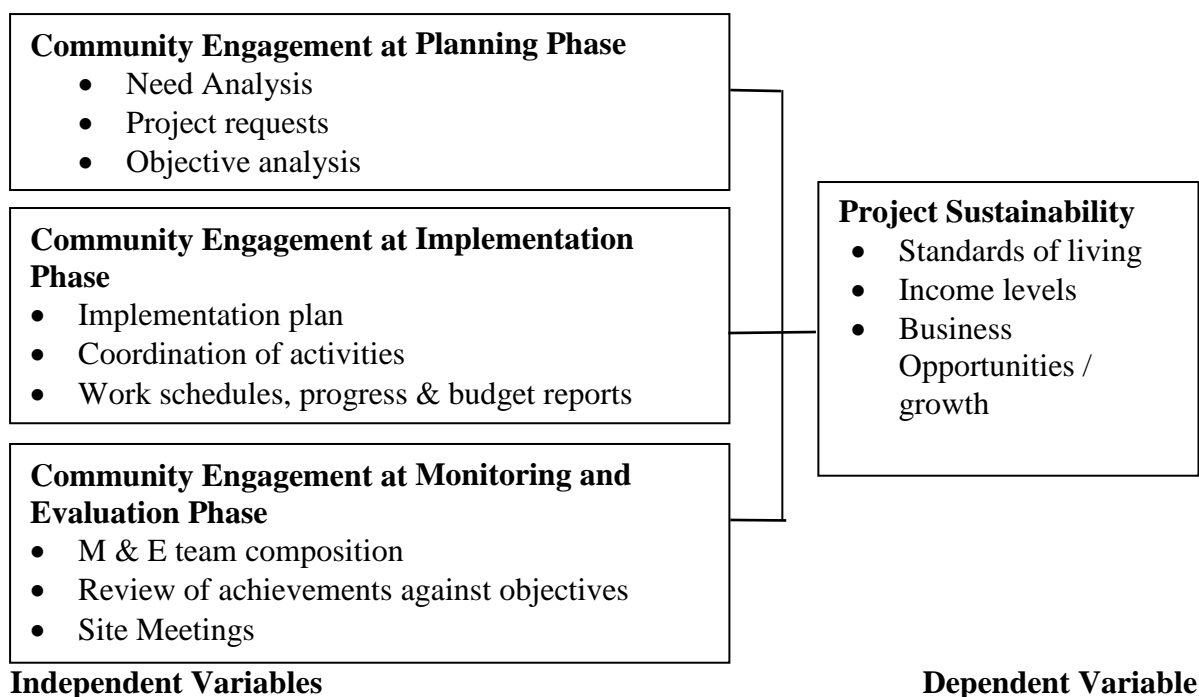 Community Engagement at Planning Phase
• Need Analysis
• Project requests
• Objective analysis
Community Engagement at Implementation
Phase
• Implementation plan
• Coordination of activities
• Work schedules, progress & budget reports
Community Engagement at Monitoring and
Evaluation Phase
• M & E team composition
• Review of achievements against objectives
• Site Meetings
Project Sustainability
• Standards of living
• Income levels
• Business
Opportunities /
growth
Independent Variables
Dependent Variable